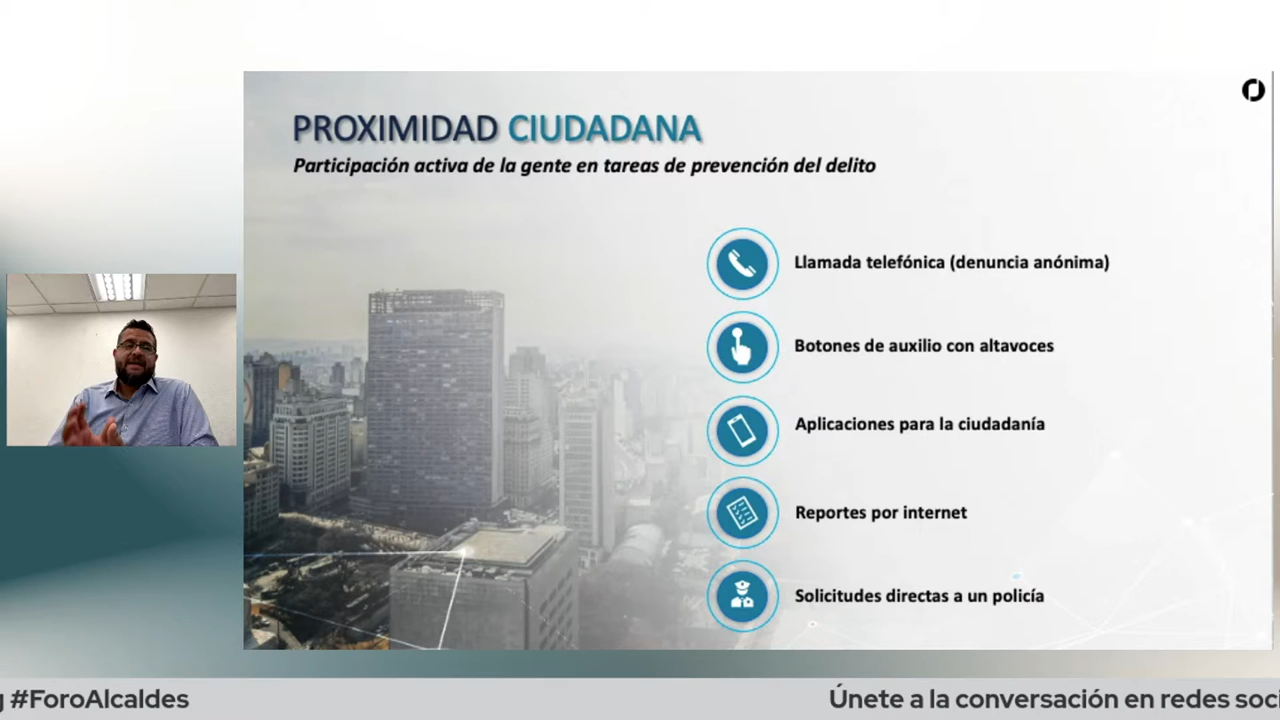 PROXIMIDAD CIUDADANA
Participación activa de la gente en tareas de prevención del delito
Llamada telefónica (denuncia anónima)
Botones de auxilio con altavoces
Aplicaciones para la ciudadanía
Reportes por internet
Solicitudes directas a un policía
#ForoAlcaldes
Únete a la conversación en redes